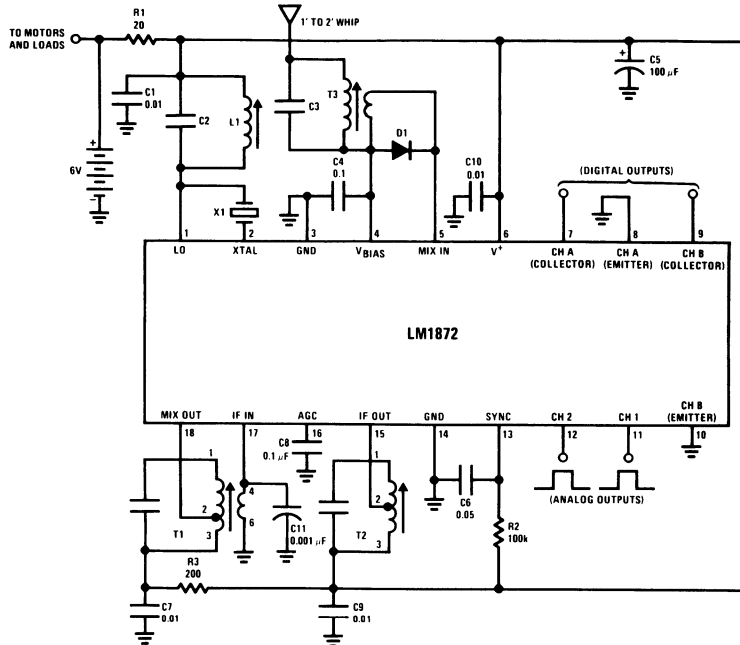 TO MOTORS
AND LOADS
R1
20
1' TO 2' WHIP
+
C5
100 μF
C1
0.01
C2
L1
C3
T3
D1
C4
0.1
C10
0.01
(DIGITAL OUTPUTS)
+
6V
−
X1
1
2
3
4
5
6
7
8
9
LO
XTAL
GND
VBIAS
MIX IN
V+
CH A
(COLLECTOR)
CH A
(EMITTER)
CH B
(COLLECTOR)
LM1872
MIX OUT
IF IN
AGC
IF OUT
GND
SYNC
CH 2
CH 1
CH B
(EMITTER)
18
17
16
15
14
13
12
11
10
C8
0.1 μF
1
2
3
T1
4
6
C11
0.001 μF
1
2
3
T2
C6
0.05
(ANALOG OUTPUTS)
R2
100k
R3
200
C7
0.01
C9
0.01